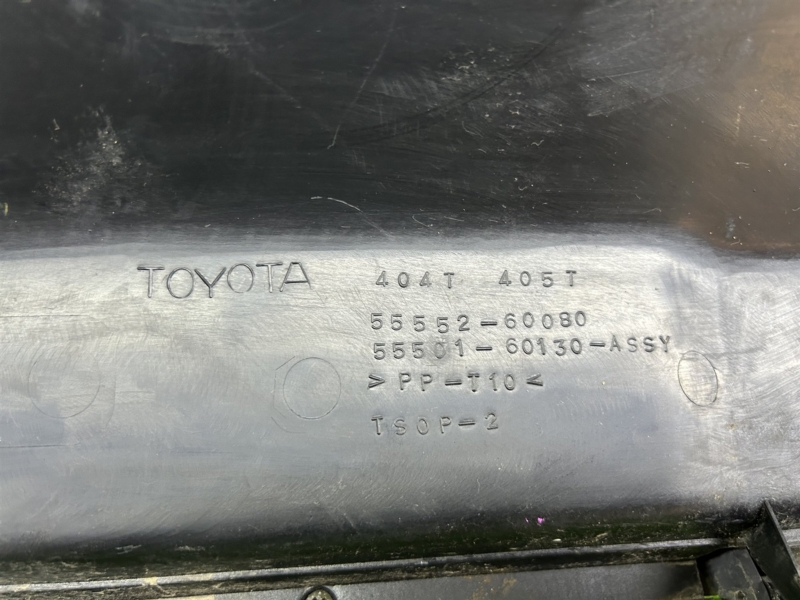 TOYOTA 404T 405T
55552-60080
55501-60130-ASSY
>PP-T10<
TSOP-2